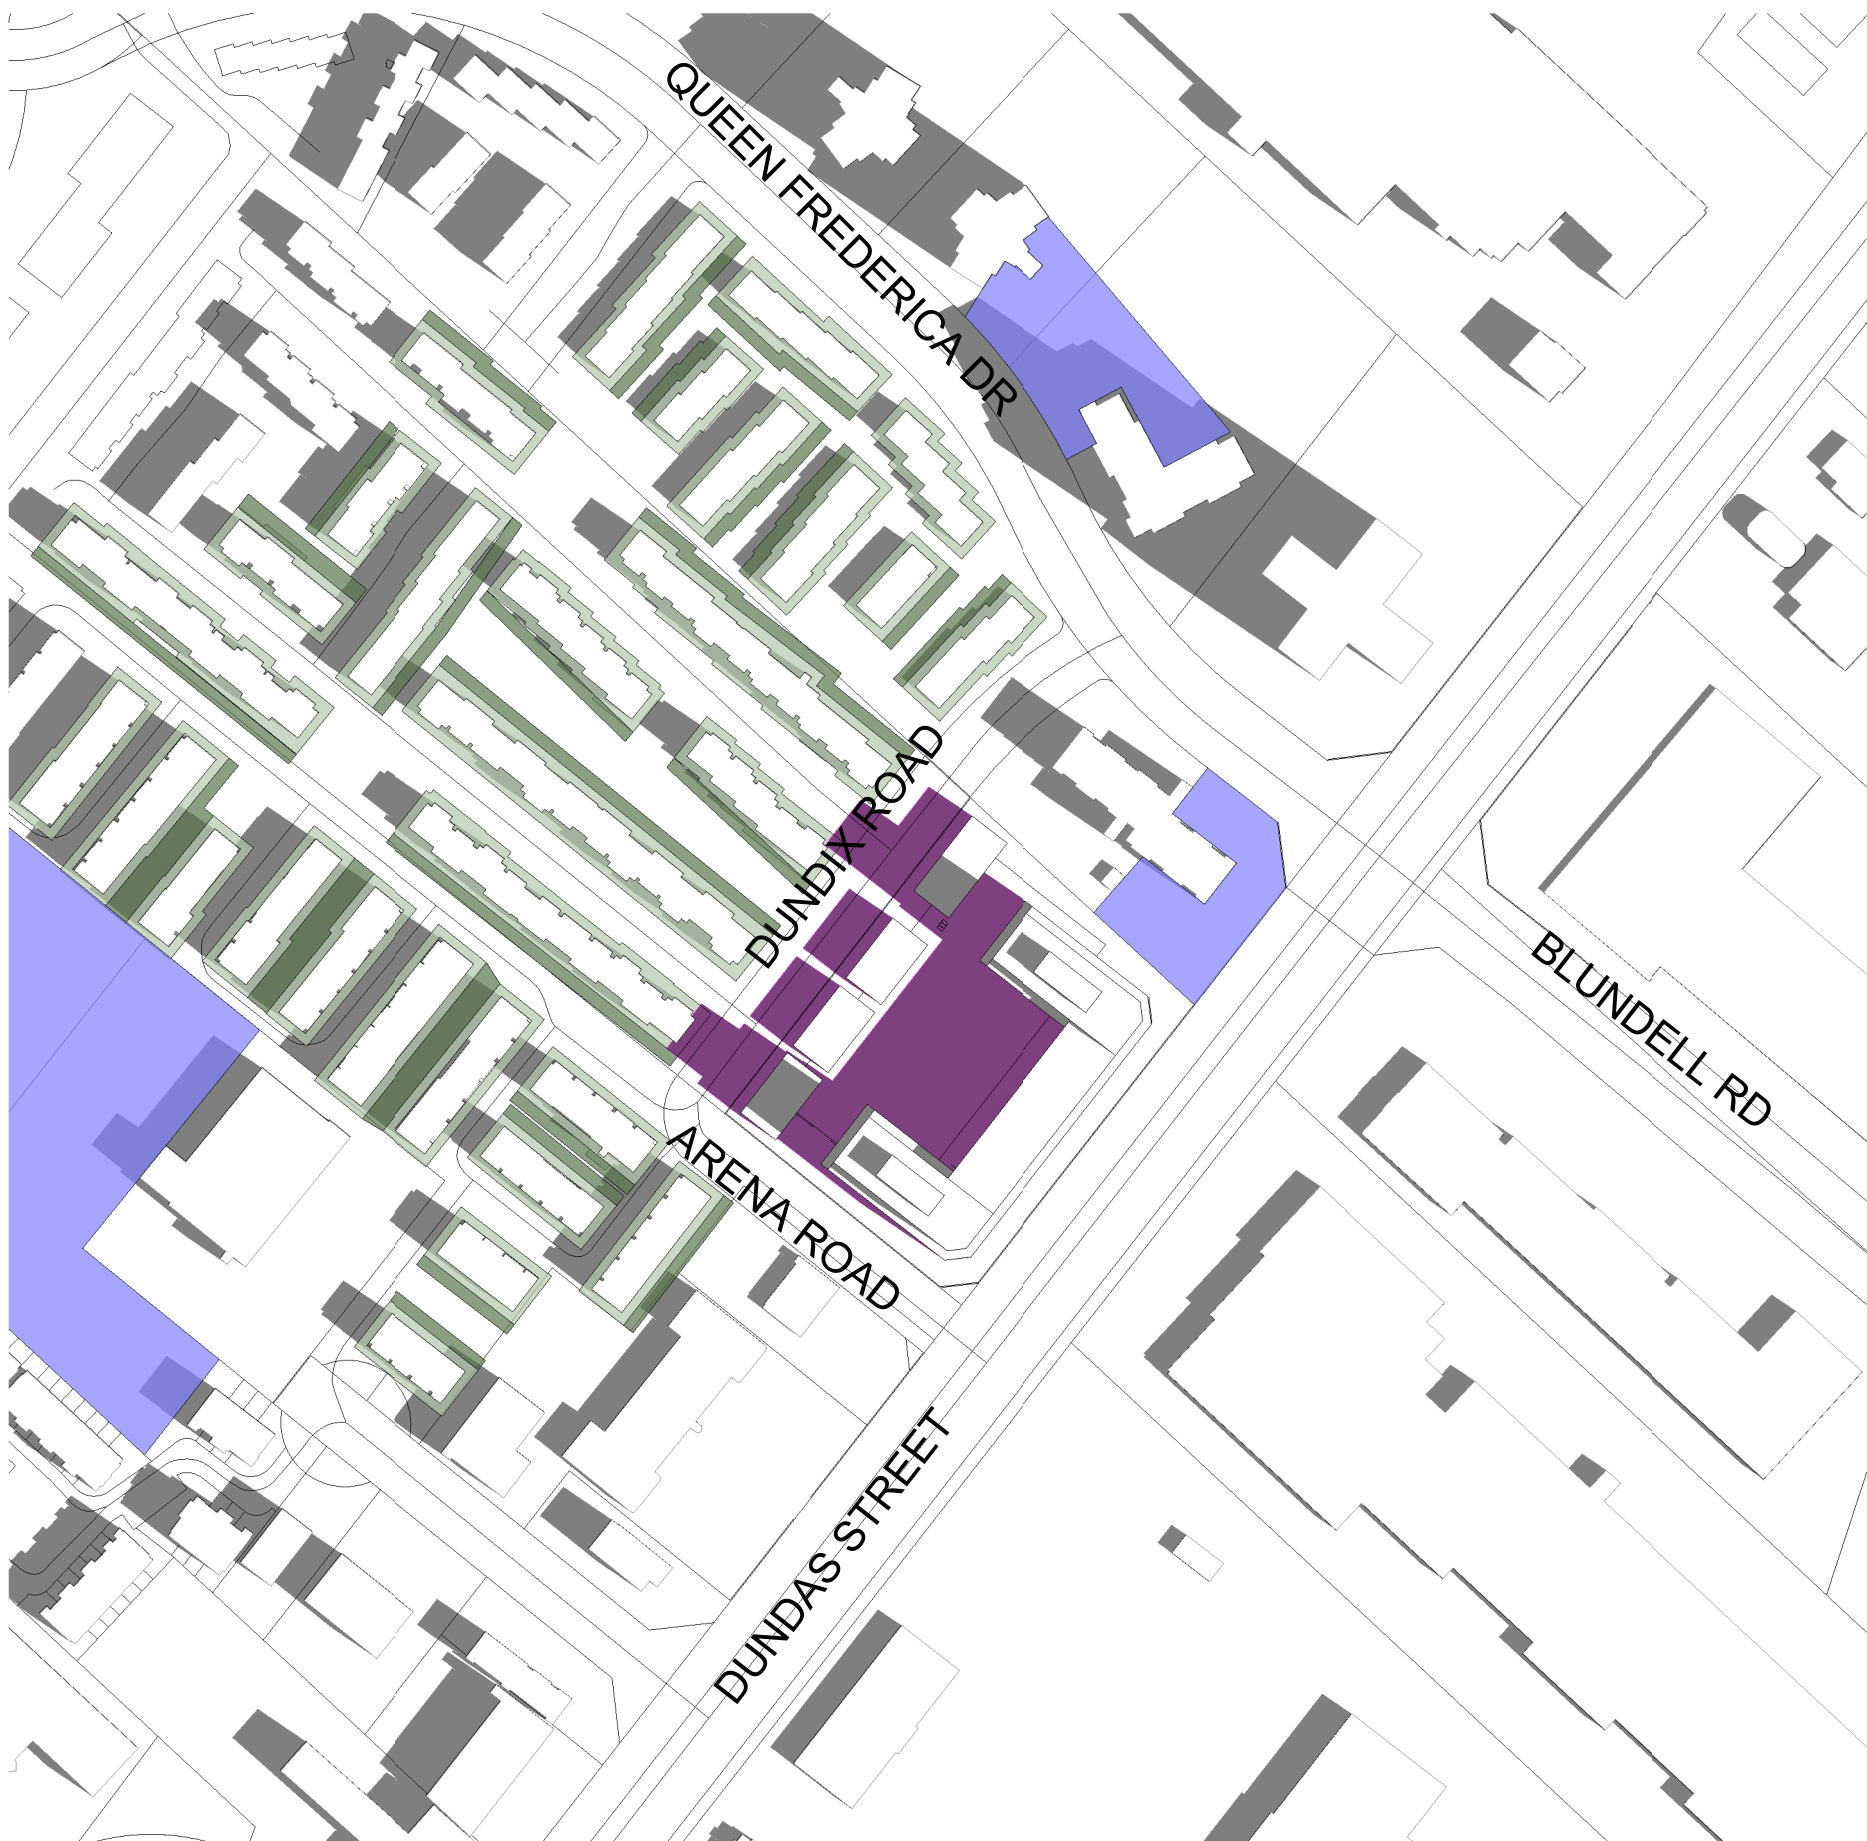 QUEEN FREDERICA DR
DUNDIX ROAD
BLUNDELL RD
ARENA ROAD
DUNDAS STREET